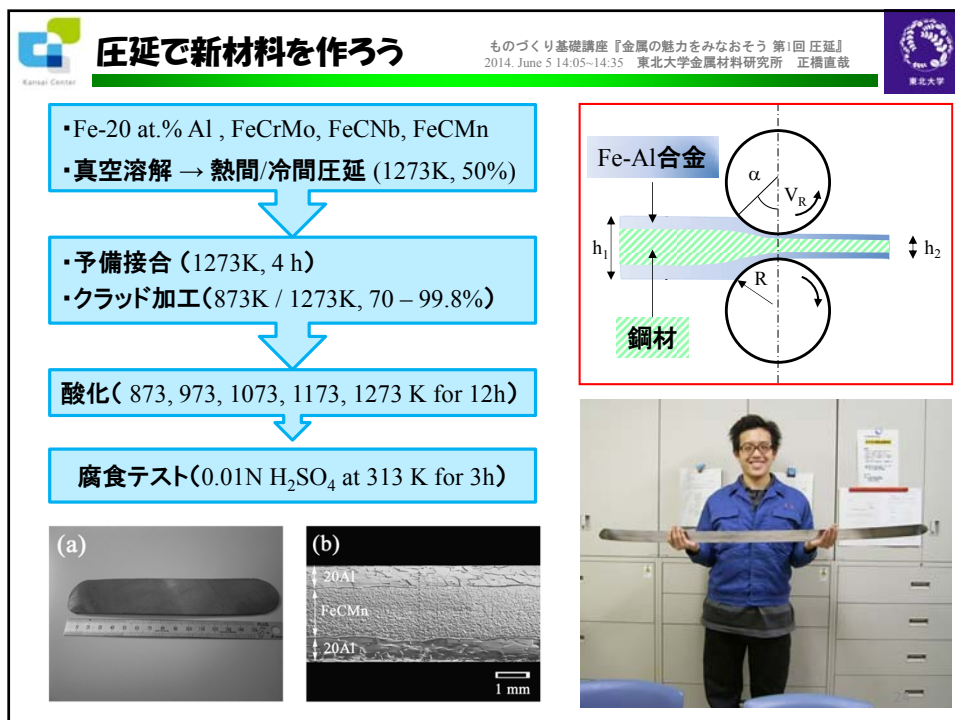 Kansai Center
圧延で新材料を作ろう
ものづくり基礎講座『金属の魅力をみなおそう 第1回 圧延』
2014. June 5 14:05~14:35 東北大学金属材料研究所 正橋直哉
東北大学
・Fe-20 at.% Al , FeCrMo, FeCNb, FeCMn
・真空溶解 → 熱間/冷間圧延 (1273K, 50%)
・予備接合 (1273K, 4 h)
・クラッド加工(873K / 1273K, 70 – 99.8%)
酸化( 873, 973, 1073, 1173, 1273 K for 12h)
腐食テスト(0.01N H₂SO₄ at 313 K for 3h)
Fe-Al合金
α
V_R
h₁
h₂
R
鋼材
(a)
(b)
20Al
FeCMn
20Al
1 mm